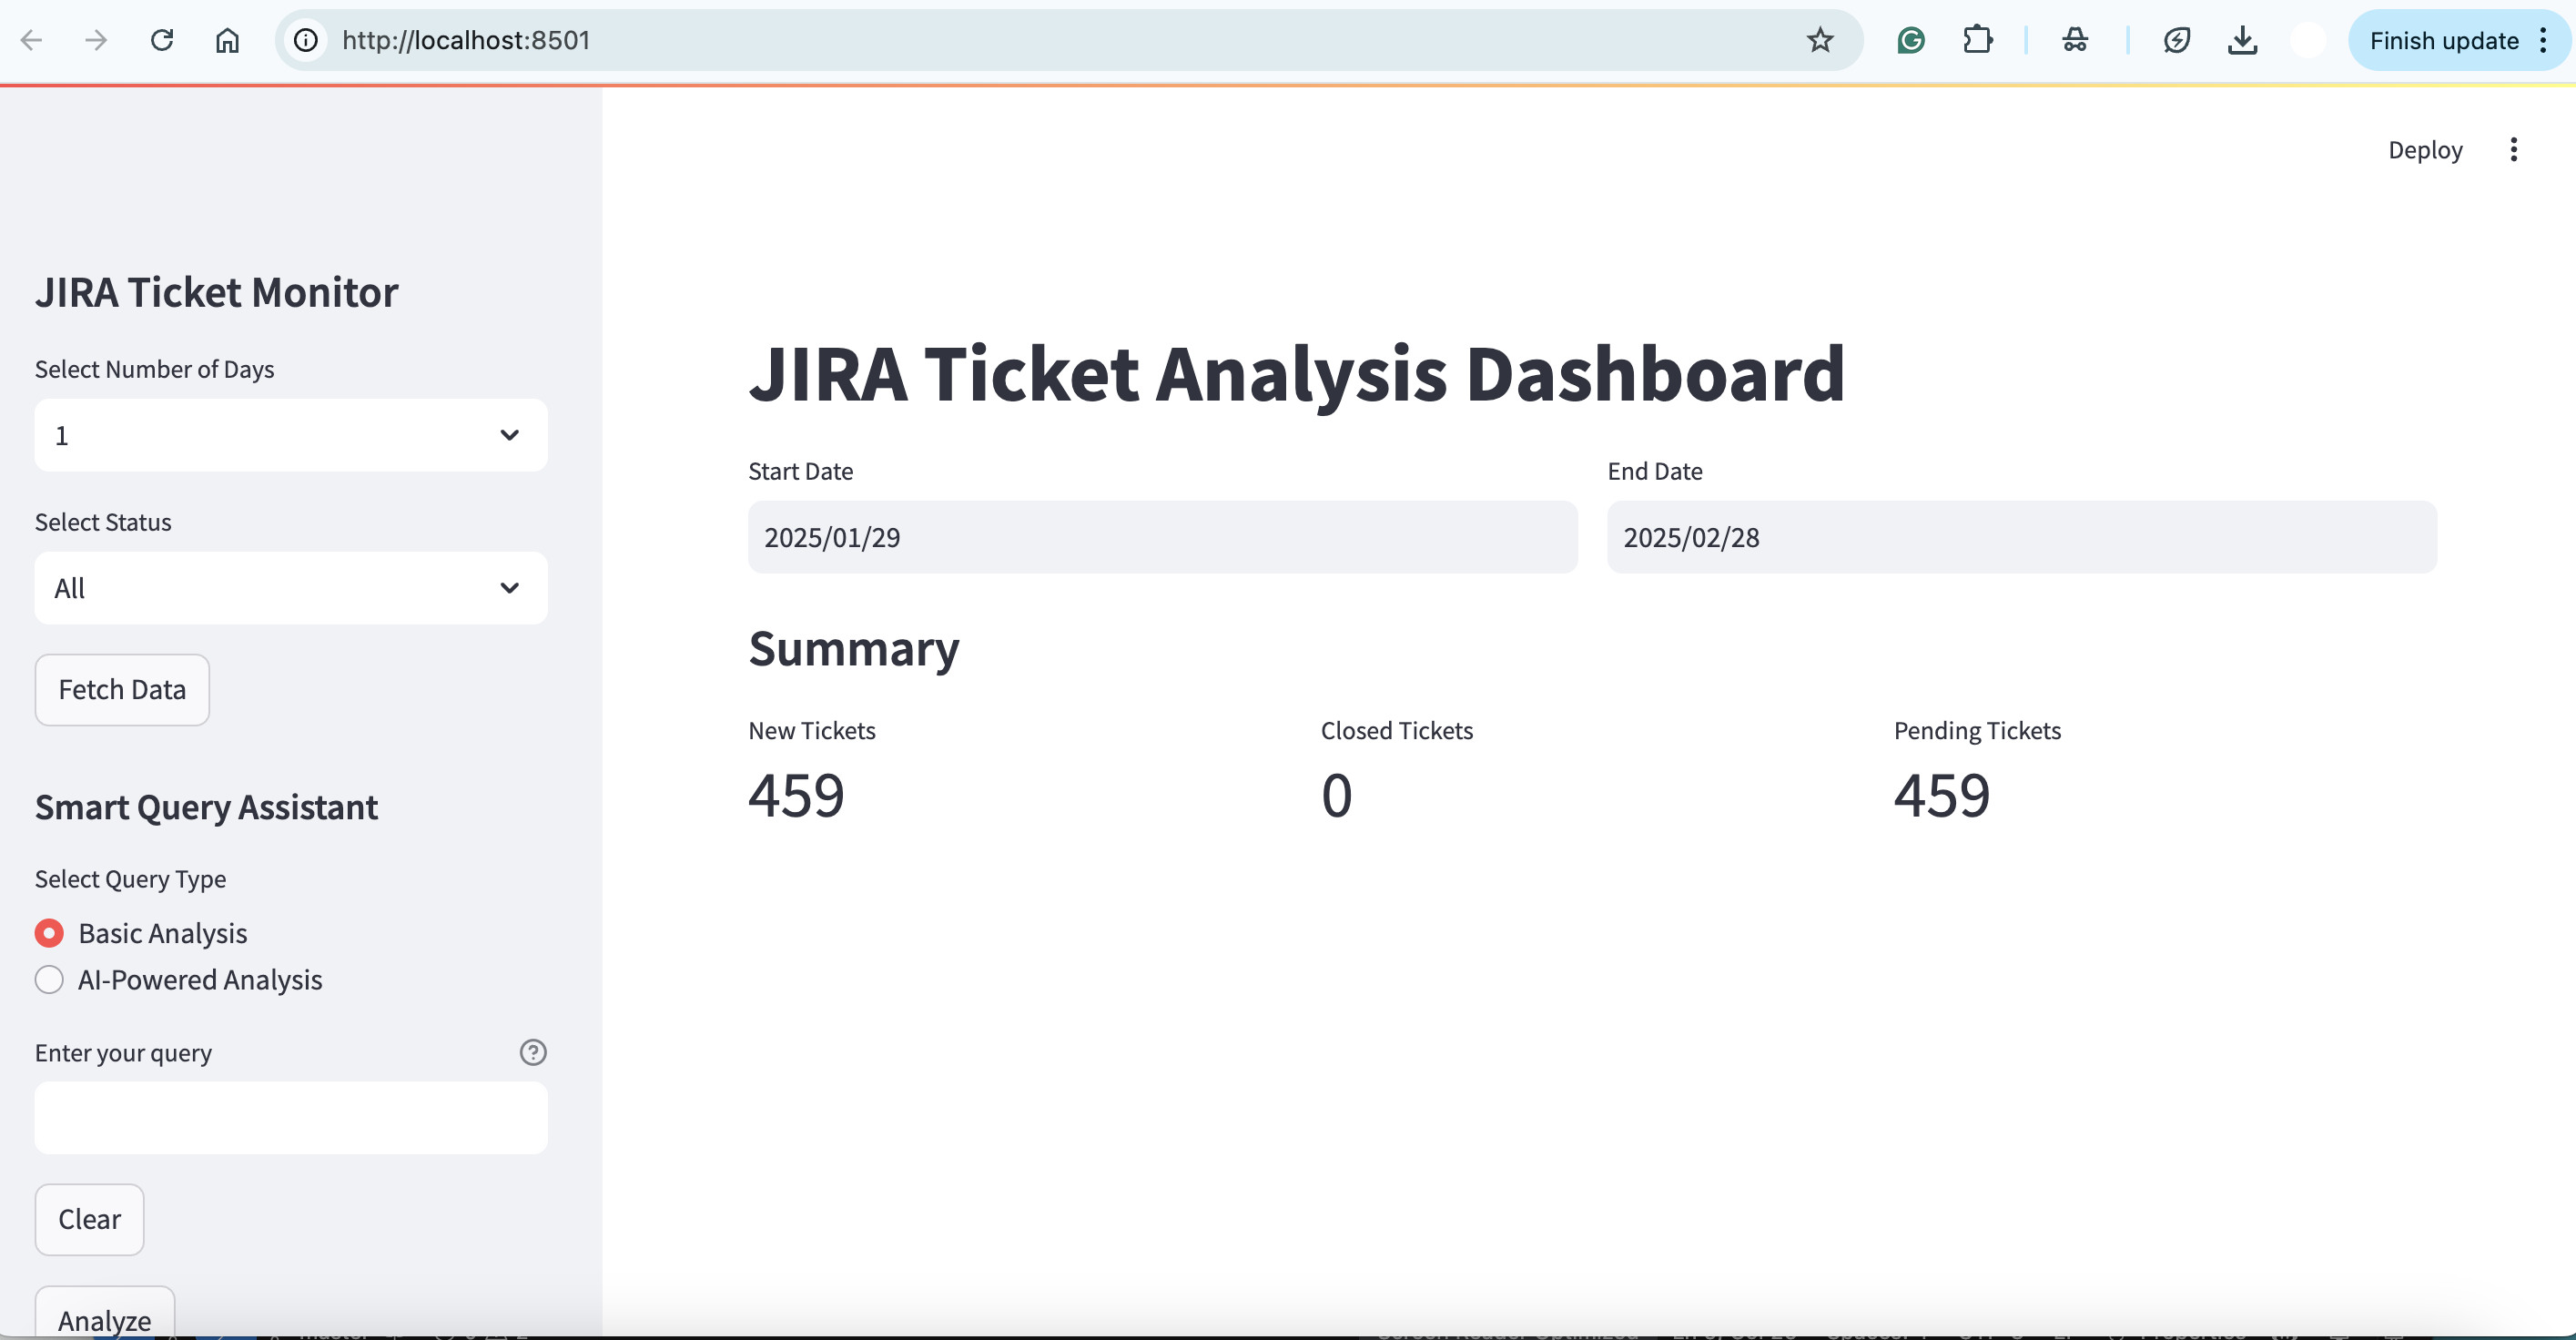 http://localhost:8501
Finish update
Deploy
JIRA Ticket Monitor
Select Number of Days
1
Select Status
All
Fetch Data
Smart Query Assistant
Select Query Type
Basic Analysis
AI-Powered Analysis
Enter your query
Clear
Analyze
JIRA Ticket Analysis Dashboard
Start Date
End Date
2025/01/29
2025/02/28
Summary
New Tickets
Closed Tickets
Pending Tickets
459
0
459